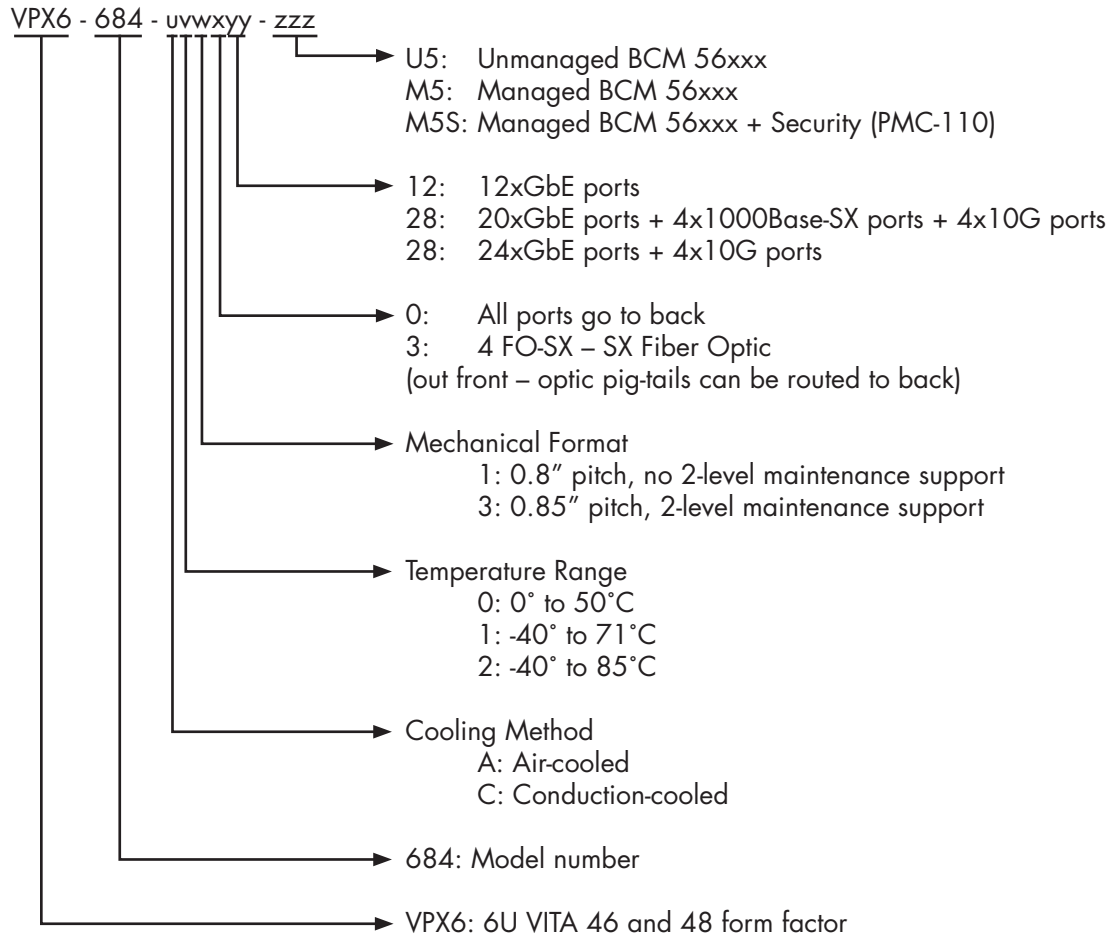 VPX6 - 684 - uvwxyy - zzz
U5: Unmanaged BCM 56xxx
M5: Managed BCM 56xxx
M5S: Managed BCM 56xxx + Security (PMC-110)
12: 12xGbE ports
28: 20xGbE ports + 4x1000Base-SX ports + 4x10G ports
28: 24xGbE ports + 4x10G ports
0: All ports go to back
3: 4 FO-SX – SX Fiber Optic
(out front – optic pig-tails can be routed to back)
Mechanical Format
1: 0.8″ pitch, no 2-level maintenance support
3: 0.85″ pitch, 2-level maintenance support
Temperature Range
0: 0˚ to 50˚C
1: -40˚ to 71˚C
2: -40˚ to 85˚C
Cooling Method
A: Air-cooled
C: Conduction-cooled
684: Model number
VPX6: 6U VITA 46 and 48 form factor